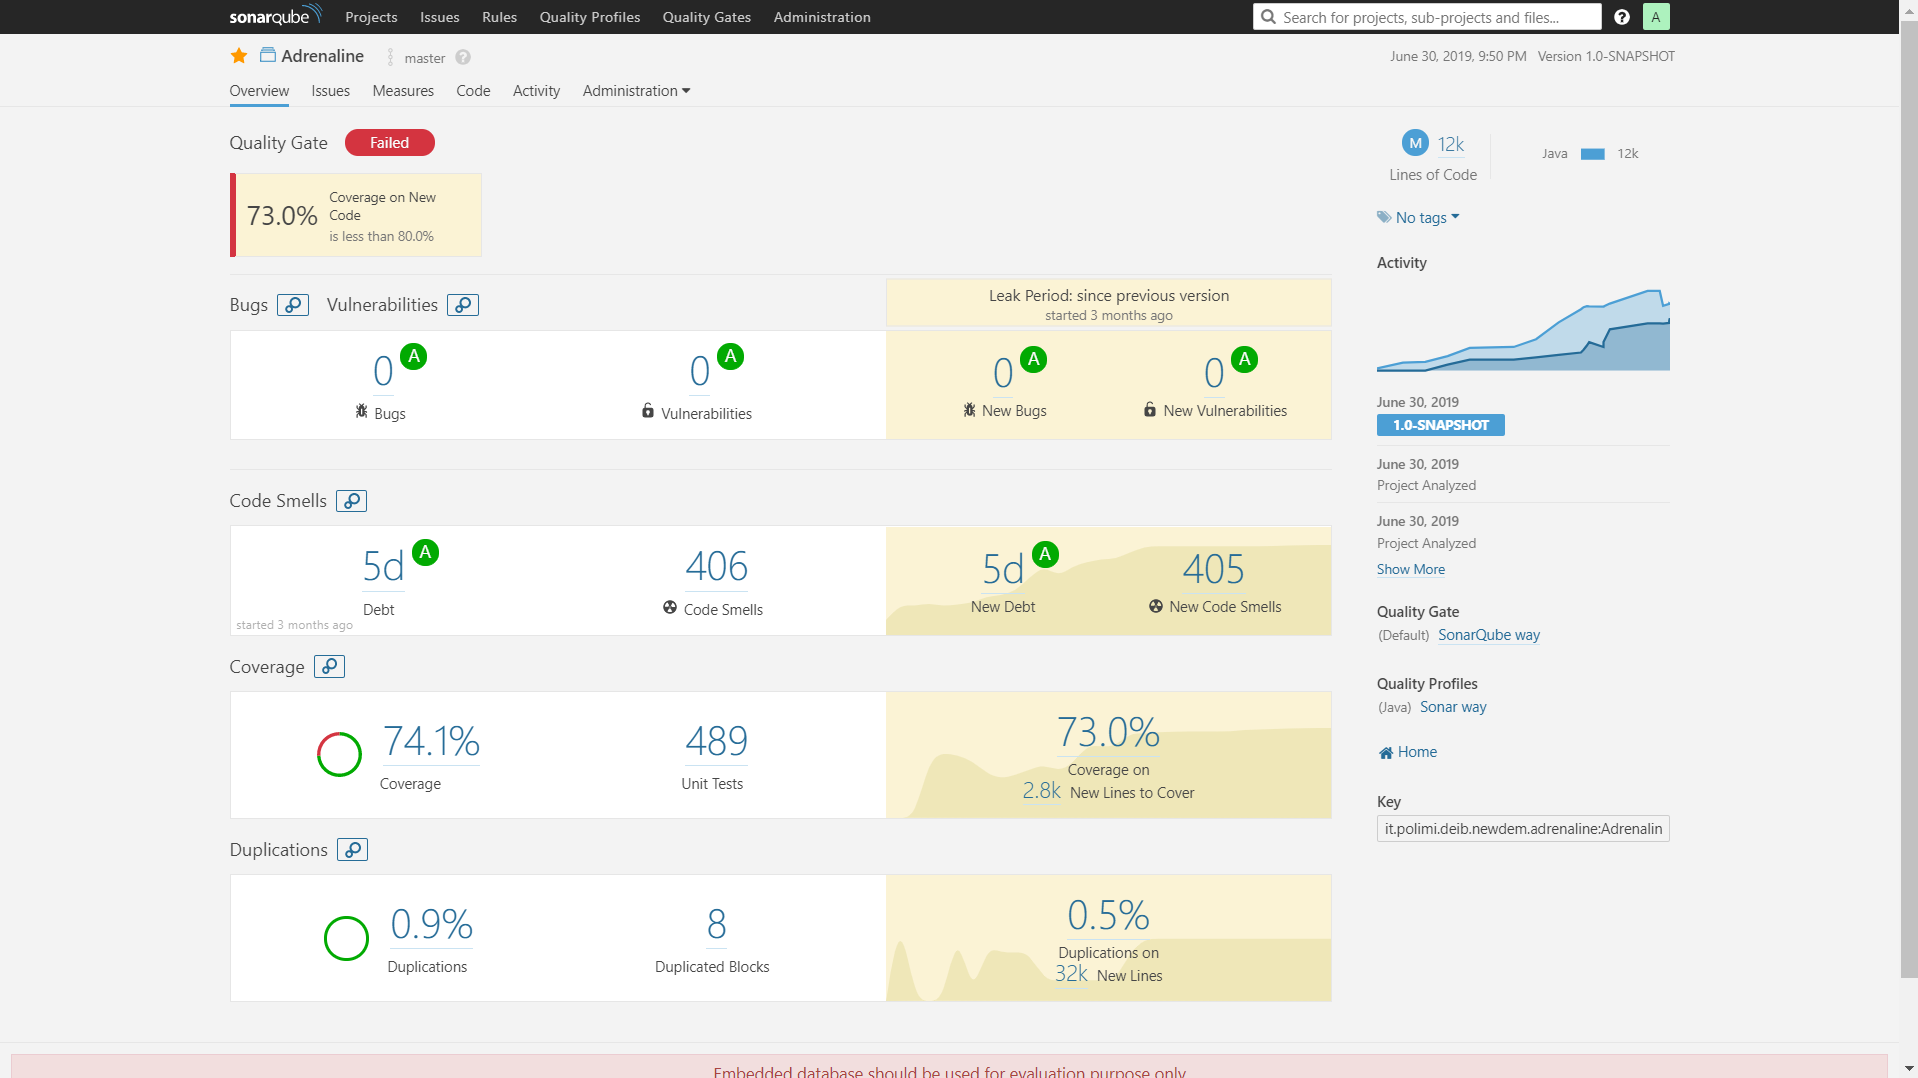 sonarqube Projects Issues Rules Quality Profiles Quality Gates Administration Search for projects, sub-projects and files... ? A
Adrenaline master ? June 30, 2019, 9:50 PM Version 1.0-SNAPSHOT
Overview Issues Measures Code Activity Administration
Quality Gate Failed
73.0% Coverage on New
Code
is less than 80.0%
Bugs Vulnerabilities
Leak Period: since previous version
started 3 months ago
0 A
Bugs
0 A
Vulnerabilities
0 A
New Bugs
0 A
New Vulnerabilities
Code Smells
5d A
Debt
started 3 months ago
406
Code Smells
5d A
New Debt
405
New Code Smells
Coverage
74.1%
Coverage
489
Unit Tests
73.0%
Coverage on
2.8k New Lines to Cover
Duplications
0.9%
Duplications
8
Duplicated Blocks
0.5%
Duplications on
32k New Lines
M 12k
Lines of Code
Java 12k
No tags
Activity
June 30, 2019
1.0-SNAPSHOT
June 30, 2019
Project Analyzed
June 30, 2019
Project Analyzed
Show More
Quality Gate
(Default) SonarQube way
Quality Profiles
(Java) Sonar way
Home
Key
it.polimi.deib.newdem.adrenaline:Adrenalin
Embedded database should be used for evaluation purpose only